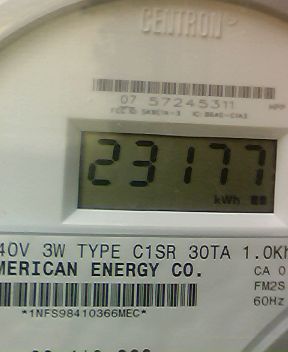 CENTRON
07 57245311
23177
kWh
40V 3W TYPE C1SR 30TA 1.0Kh
MERICAN ENERGY CO.
CA 0
FM2S
60Hz
*1NFS98410366MEC*